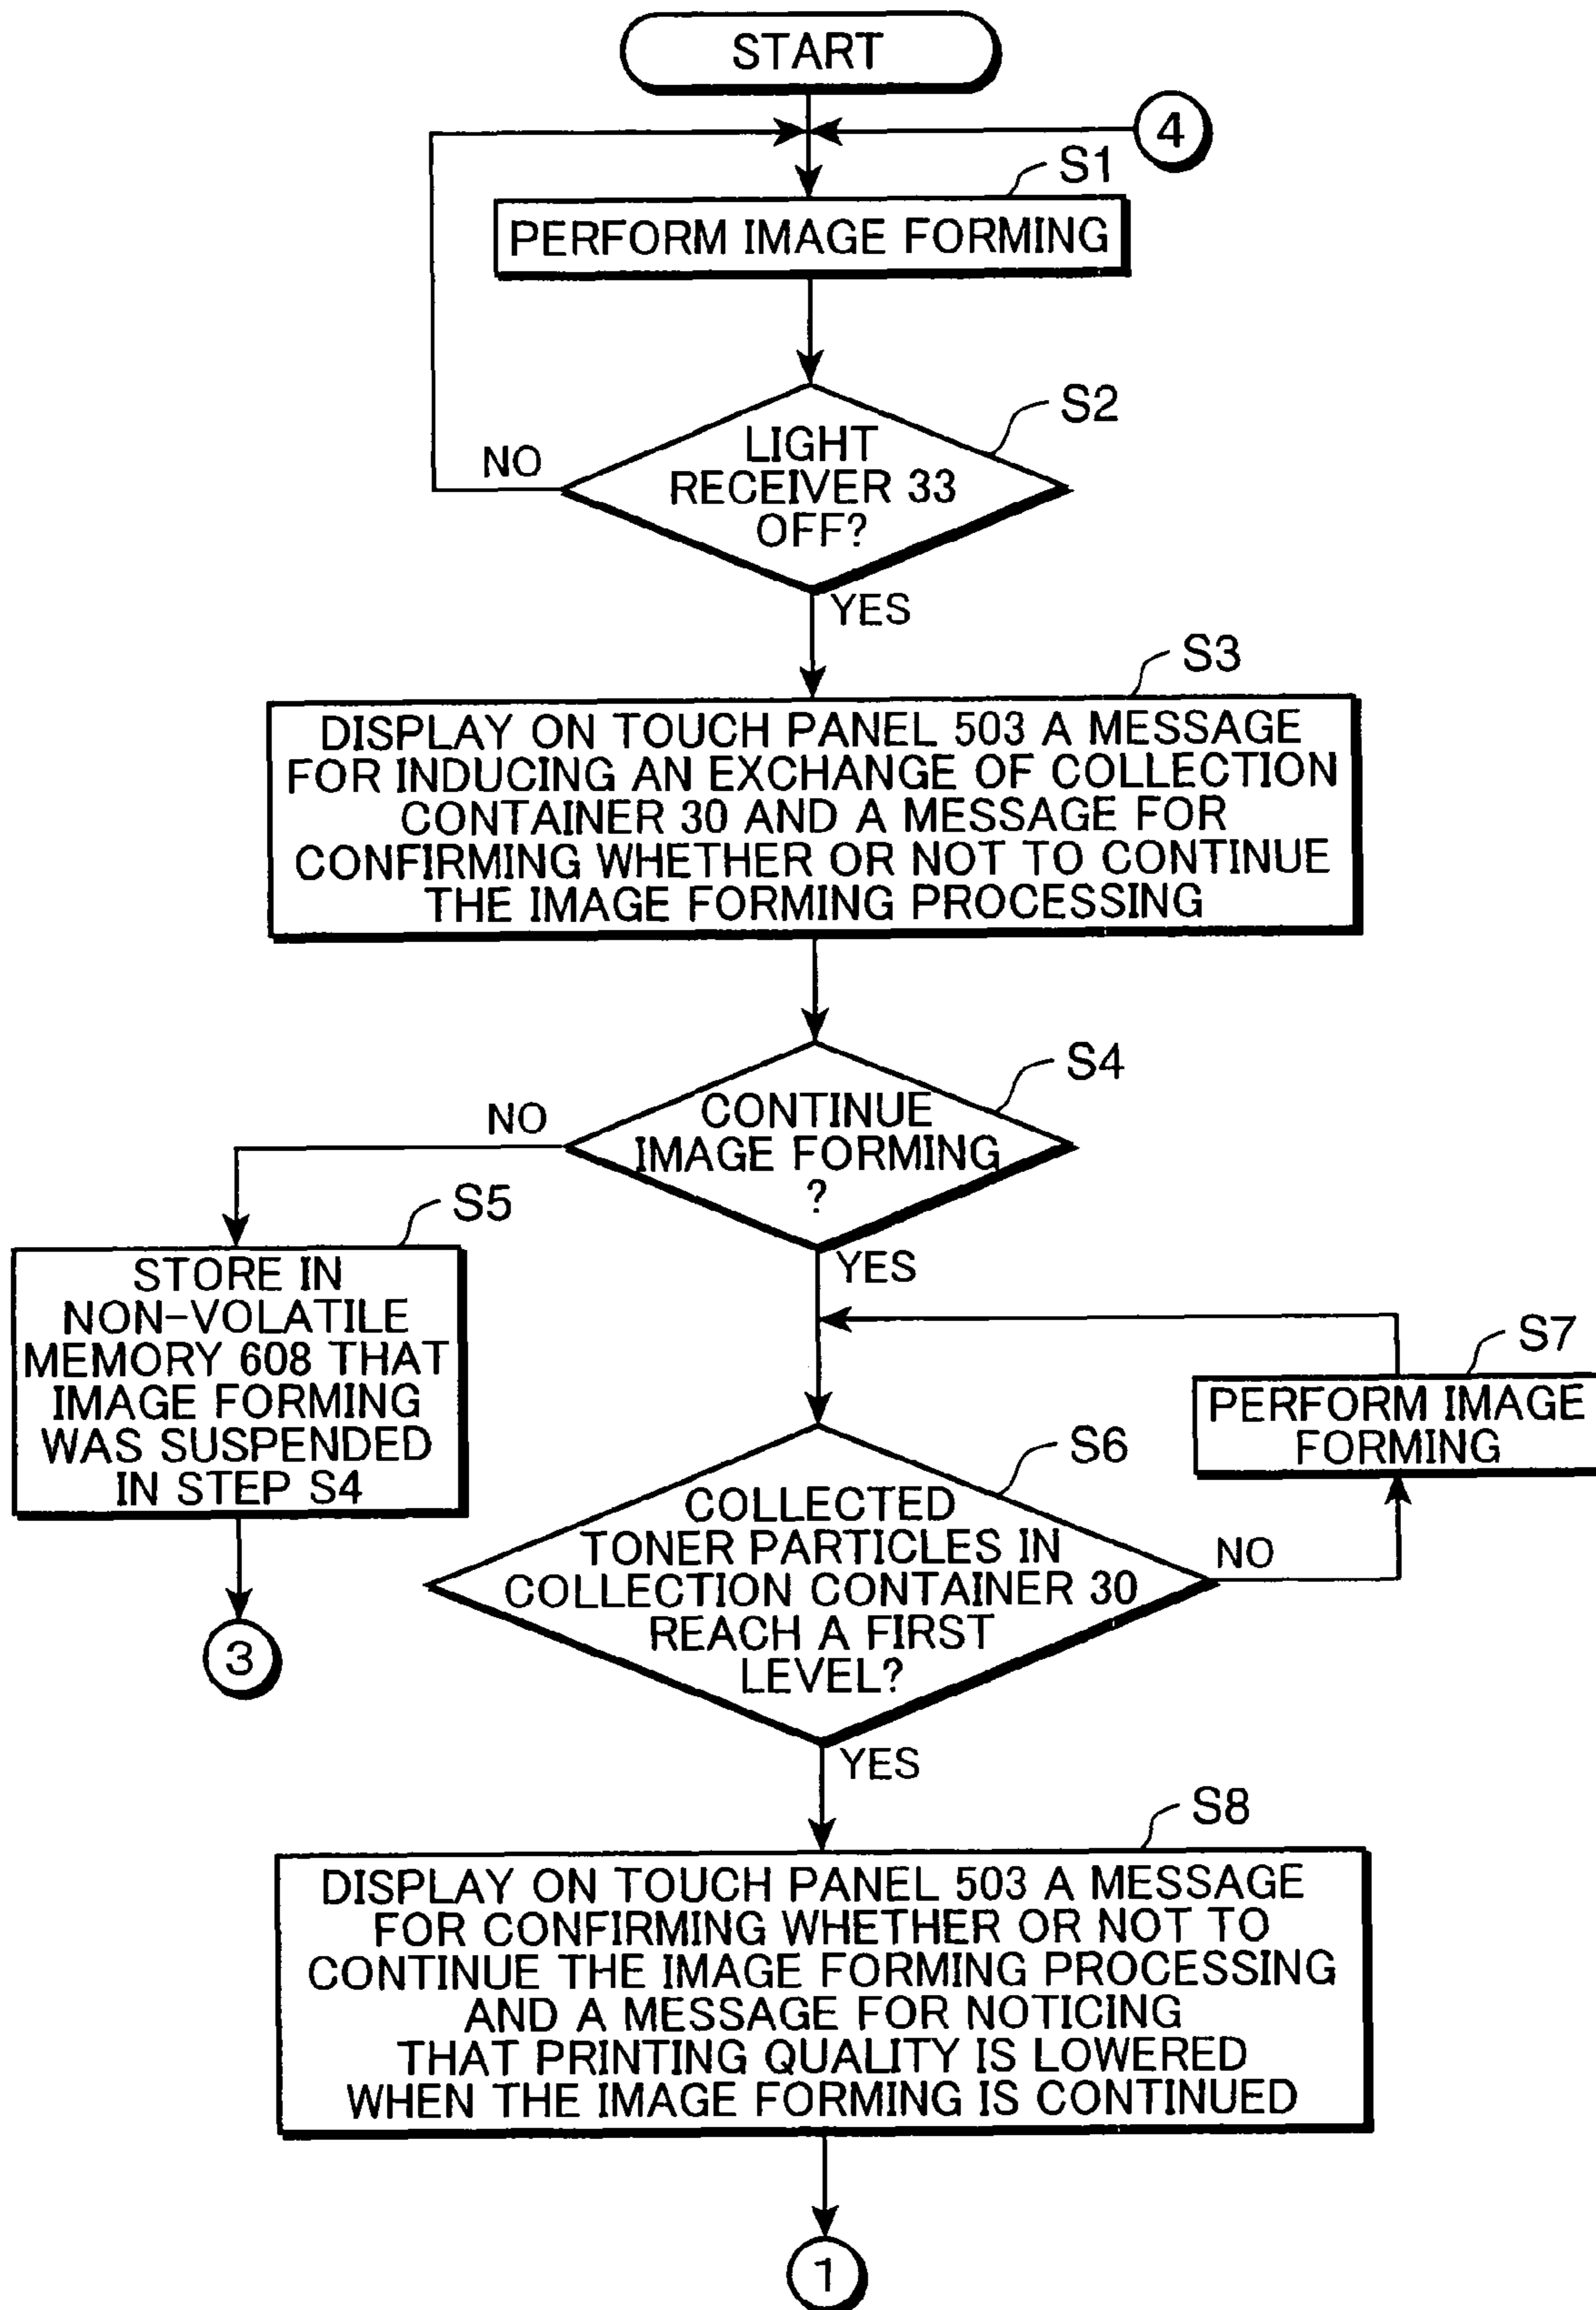 START
4
S1
PERFORM IMAGE FORMING
S2
LIGHT
RECEIVER 33
OFF?
NO
YES
S3
DISPLAY ON TOUCH PANEL 503 A MESSAGE
FOR INDUCING AN EXCHANGE OF COLLECTION
CONTAINER 30 AND A MESSAGE FOR
CONFIRMING WHETHER OR NOT TO CONTINUE
THE IMAGE FORMING PROCESSING
S4
CONTINUE
IMAGE FORMING
?
NO
YES
S5
STORE IN
NON-VOLATILE
MEMORY 608 THAT
IMAGE FORMING
WAS SUSPENDED
IN STEP S4
3
S7
PERFORM IMAGE
FORMING
S6
COLLECTED
TONER PARTICLES IN
COLLECTION CONTAINER 30
REACH A FIRST
LEVEL?
NO
YES
S8
DISPLAY ON TOUCH PANEL 503 A MESSAGE
FOR CONFIRMING WHETHER OR NOT TO
CONTINUE THE IMAGE FORMING PROCESSING
AND A MESSAGE FOR NOTICING
THAT PRINTING QUALITY IS LOWERED
WHEN THE IMAGE FORMING IS CONTINUED
1